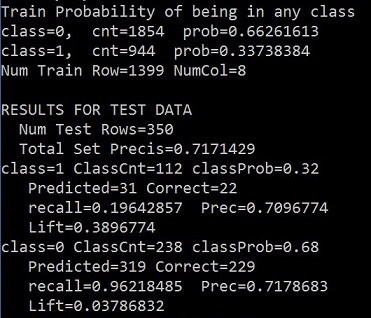 Train Probability of being in any class
class=0,  cnt=1854  prob=0.66261613
class=1,  cnt=944  prob=0.33738384
Num Train Row=1399 NumCol=8
RESULTS FOR TEST DATA
Num Test Rows=350
Total Set Precis=0.7171429
class=1 ClassCnt=112 classProb=0.32
Predicted=31 Correct=22
recall=0.19642857  Prec=0.7096774
Lift=0.3896774
class=0 ClassCnt=238 classProb=0.68
Predicted=319 Correct=229
recall=0.96218485  Prec=0.7178683
Lift=0.03786832